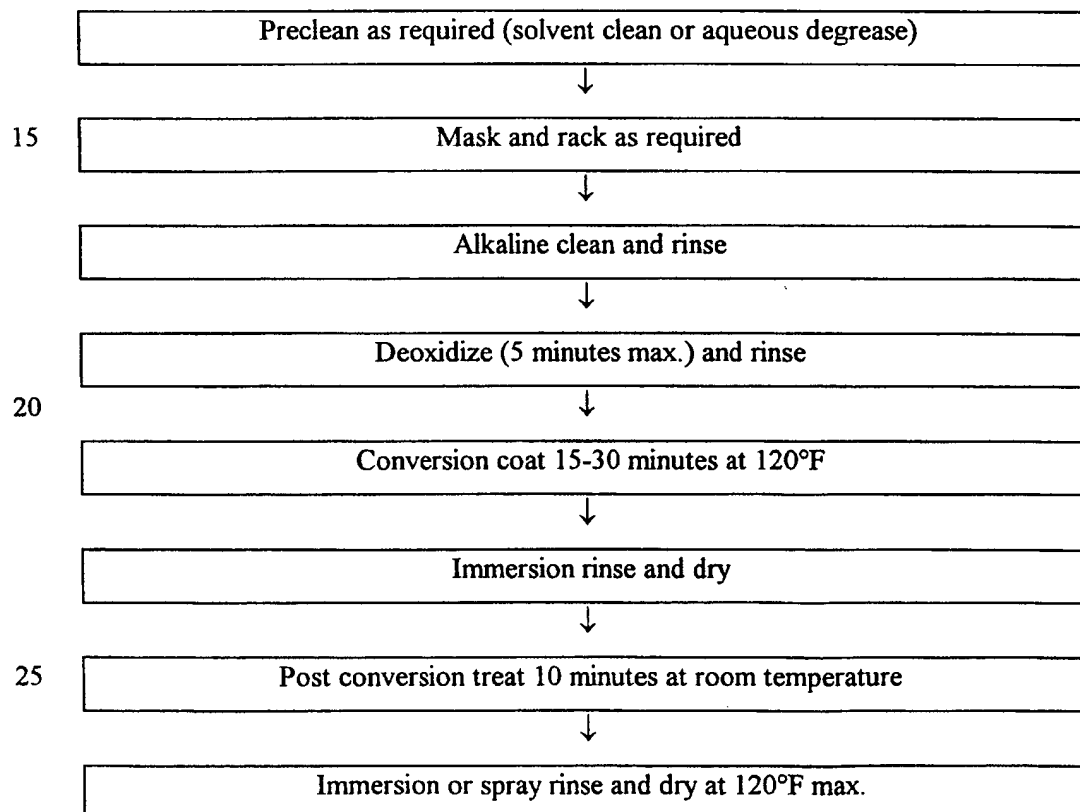 Preclean as required (solvent clean or aqueous degrease)
↓
15
Mask and rack as required
↓
Alkaline clean and rinse
↓
Deoxidize (5 minutes max.) and rinse
20
↓
Conversion coat 15-30 minutes at 120°F
↓
Immersion rinse and dry
↓
25
Post conversion treat 10 minutes at room temperature
↓
Immersion or spray rinse and dry at 120°F max.